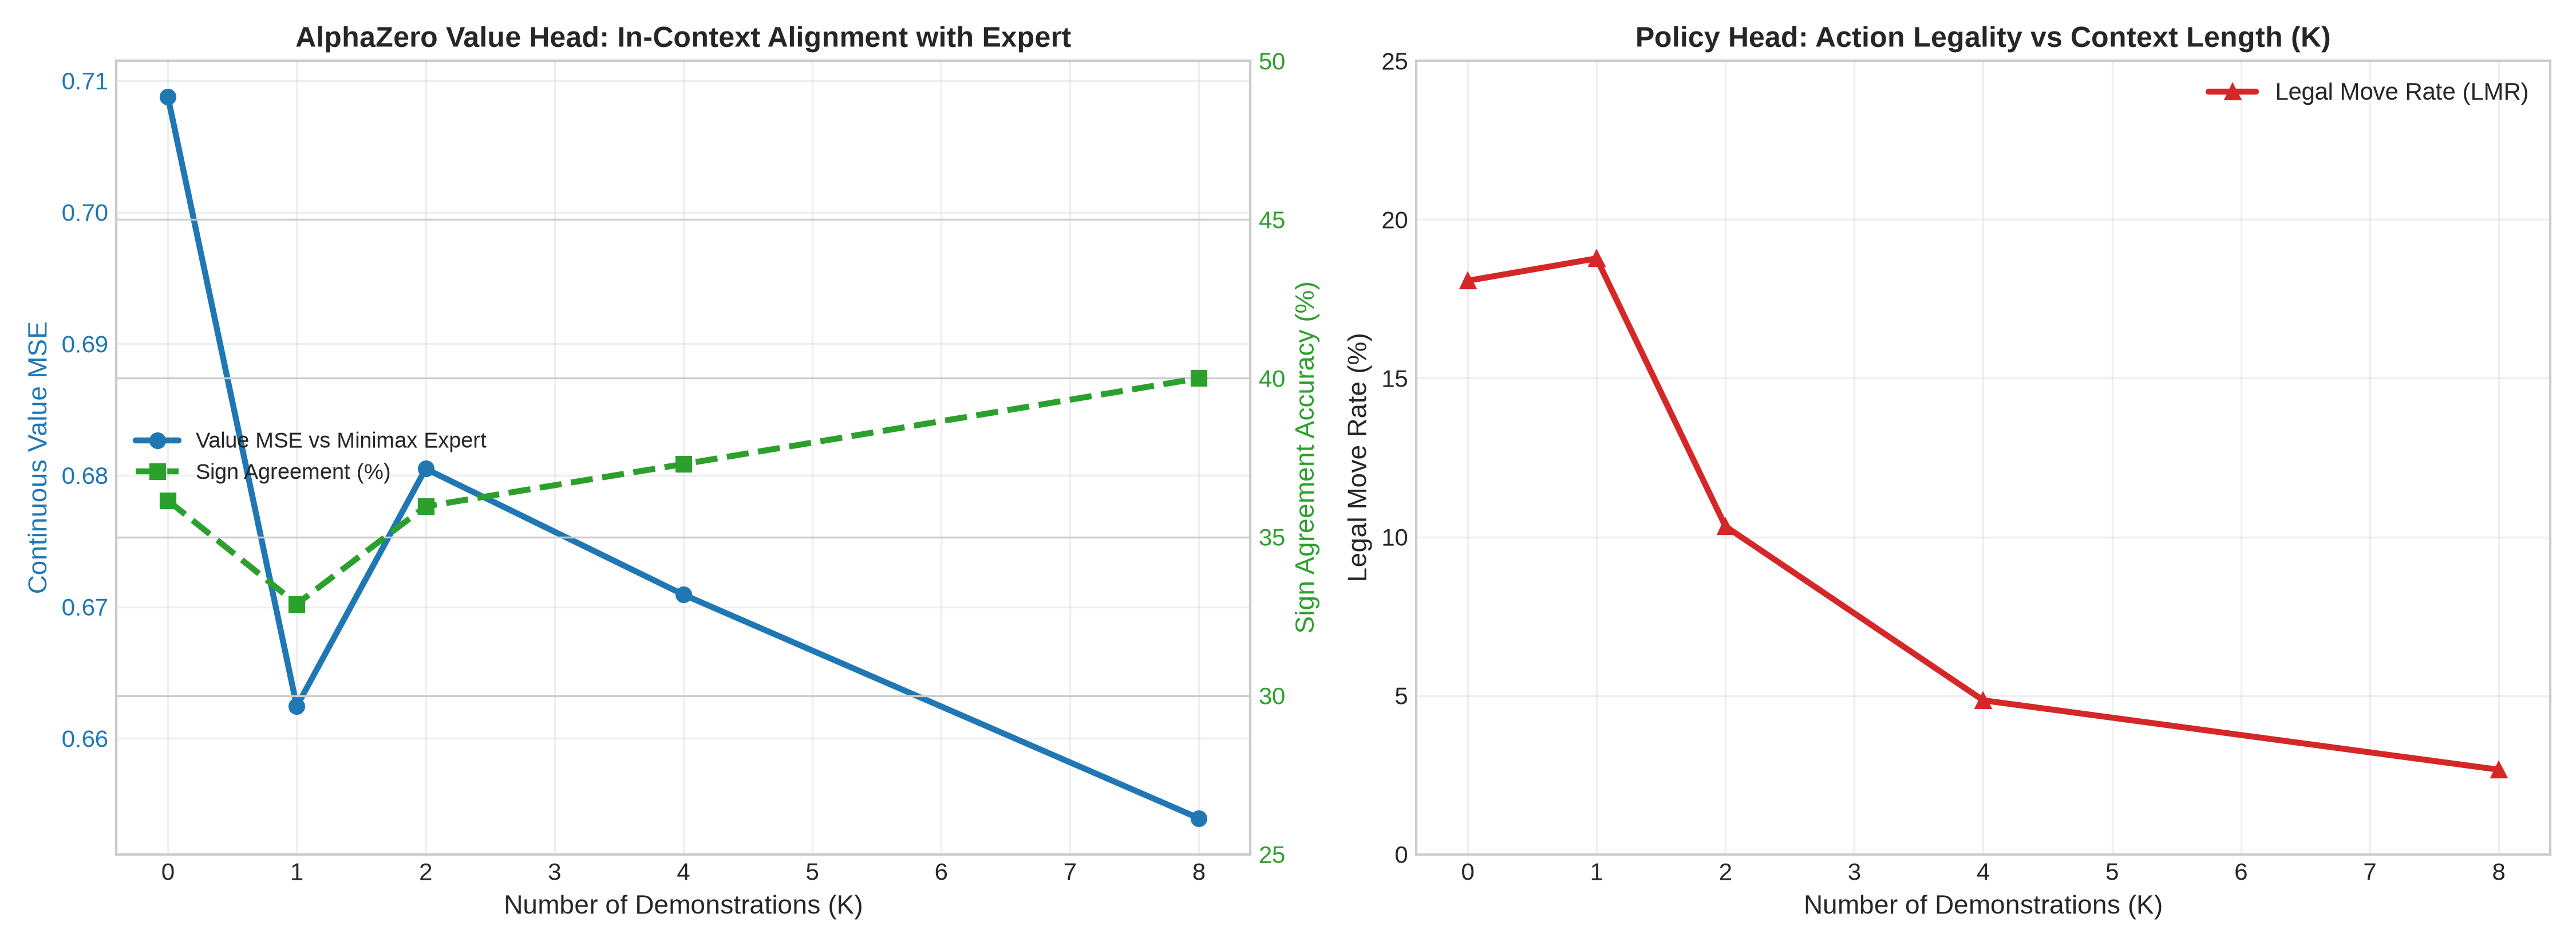 AlphaZero Value Head: In-Context Alignment with Expert
Continuous Value MSE
0.71
0.70
0.69
0.68
0.67
0.66
Value MSE vs Minimax Expert
Sign Agreement (%)
50
45
40
35
30
25
Sign Agreement Accuracy (%)
0 1 2 3 4 5 6 7 8
Number of Demonstrations (K)
Policy Head: Action Legality vs Context Length (K)
Legal Move Rate (%)
25
20
15
10
5
0
Legal Move Rate (LMR)
0 1 2 3 4 5 6 7 8
Number of Demonstrations (K)